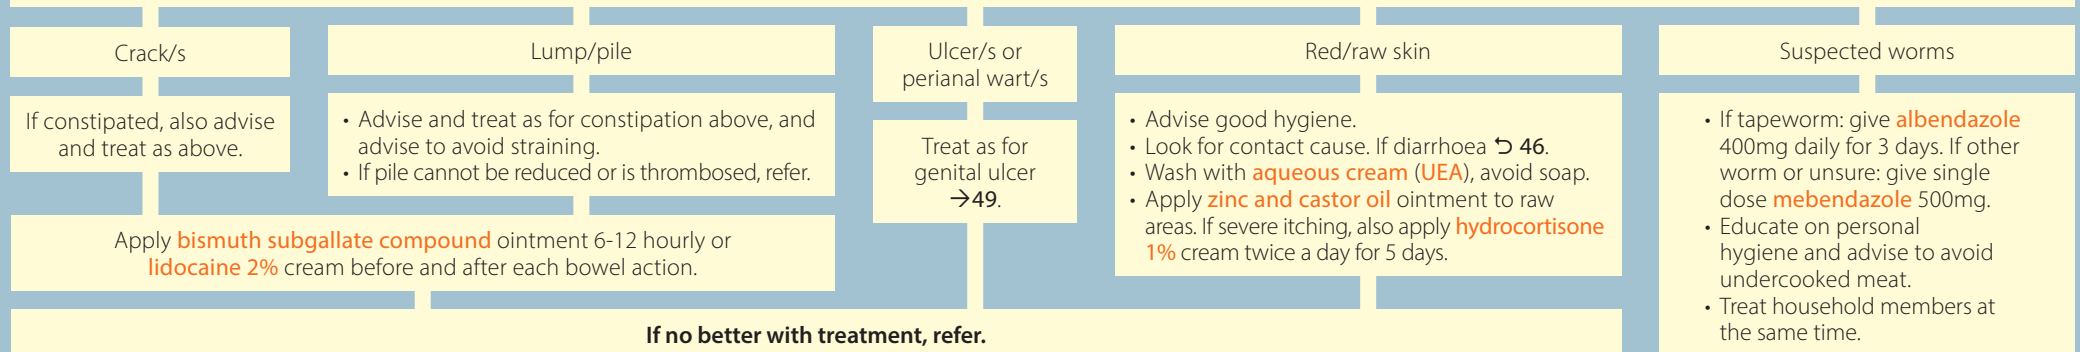 Crack/s
If constipated, also advise
and treat as above.
Lump/pile
• Advise and treat as for constipation above, and
advise to avoid straining.
• If pile cannot be reduced or is thrombosed, refer.
Apply bismuth subgallate compound ointment 6-12 hourly or
lidocaine 2% cream before and after each bowel action.
Ulcer/s or
perianal wart/s
Treat as for
genital ulcer
→49.
Red/raw skin
• Advise good hygiene.
• Look for contact cause. If diarrhoea ⮌ 46.
• Wash with aqueous cream (UEA), avoid soap.
• Apply zinc and castor oil ointment to raw
areas. If severe itching, also apply hydrocortisone
1% cream twice a day for 5 days.
If no better with treatment, refer.
Suspected worms
• If tapeworm: give albendazole
400mg daily for 3 days. If other
worm or unsure: give single
dose mebendazole 500mg.
• Educate on personal
hygiene and advise to avoid
undercooked meat.
• Treat household members at
the same time.